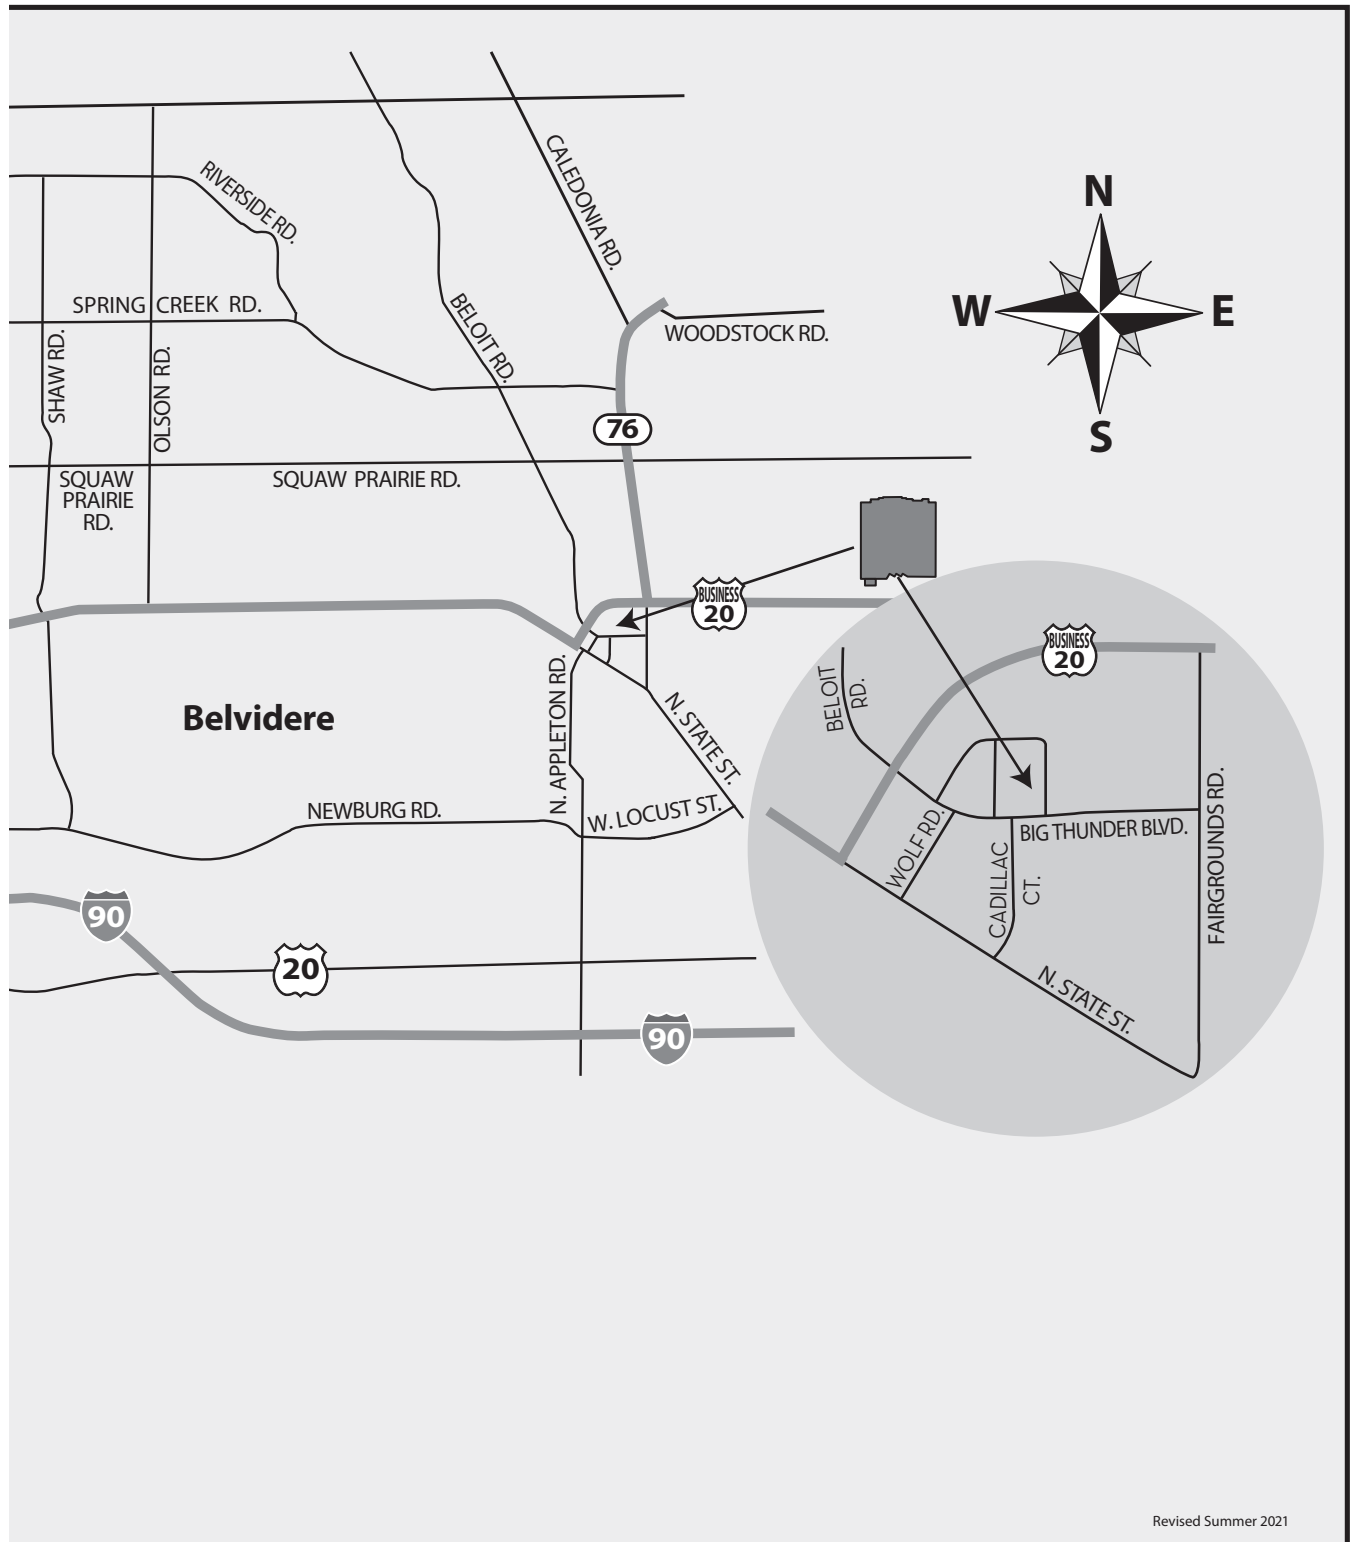 CALEDONIA RD.
RIVERSIDE RD.
N
W
E
S
SPRING CREEK RD.
BELOIT RD.
WOODSTOCK RD.
SHAW RD.
OLSON RD.
76
SQUAW
PRAIRIE
RD.
SQUAW PRAIRIE RD.
BUSINESS
20
BUSINESS
20
BELOIT
RD.
Belvidere
N. APPLETON RD.
N. STATE ST.
NEWBURG RD.
W. LOCUST ST.
WOLF RD.
BIG THUNDER BLVD.
CADILLAC
CT.
FAIRGROUNDS RD.
90
20
N. STATE ST.
90
Revised Summer 2021